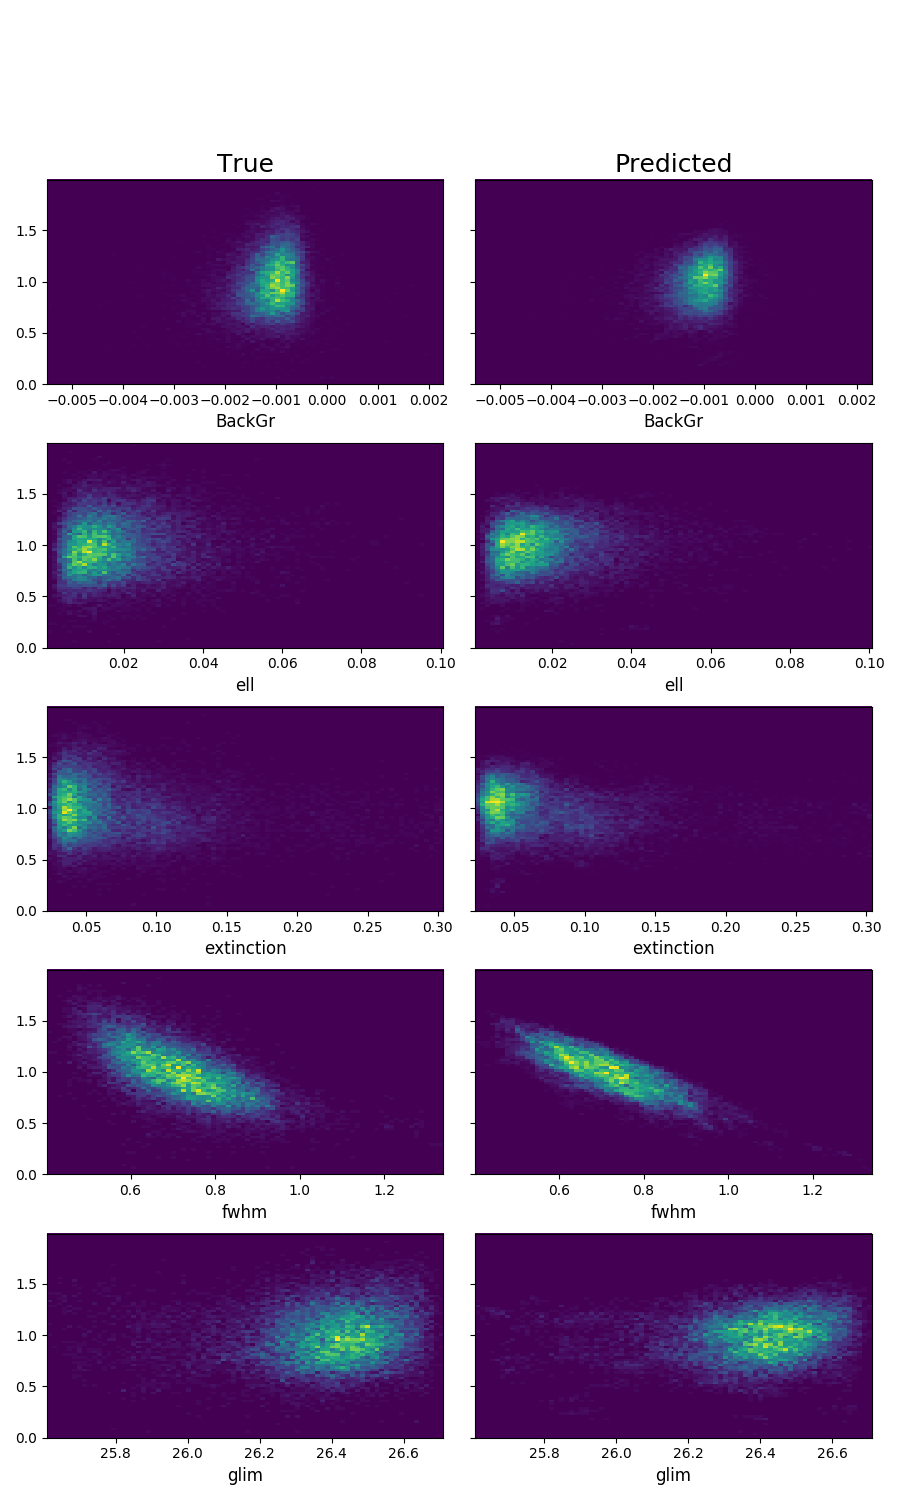 True Predicted
1.5
1.0
0.5
0.0
−0.005 −0.004 −0.003 −0.002 −0.001 0.000 0.001 0.002 −0.005 −0.004 −0.003 −0.002 −0.001 0.000 0.001 0.002
BackGr BackGr
1.5
1.0
0.5
0.0
0.02 0.04 0.06 0.08 0.10 0.02 0.04 0.06 0.08 0.10
ell ell
1.5
1.0
0.5
0.0
0.05 0.10 0.15 0.20 0.25 0.30 0.05 0.10 0.15 0.20 0.25 0.30
extinction extinction
1.5
1.0
0.5
0.0
0.6 0.8 1.0 1.2 0.6 0.8 1.0 1.2
fwhm fwhm
1.5
1.0
0.5
0.0
25.8 26.0 26.2 26.4 26.6 25.8 26.0 26.2 26.4 26.6
glim glim